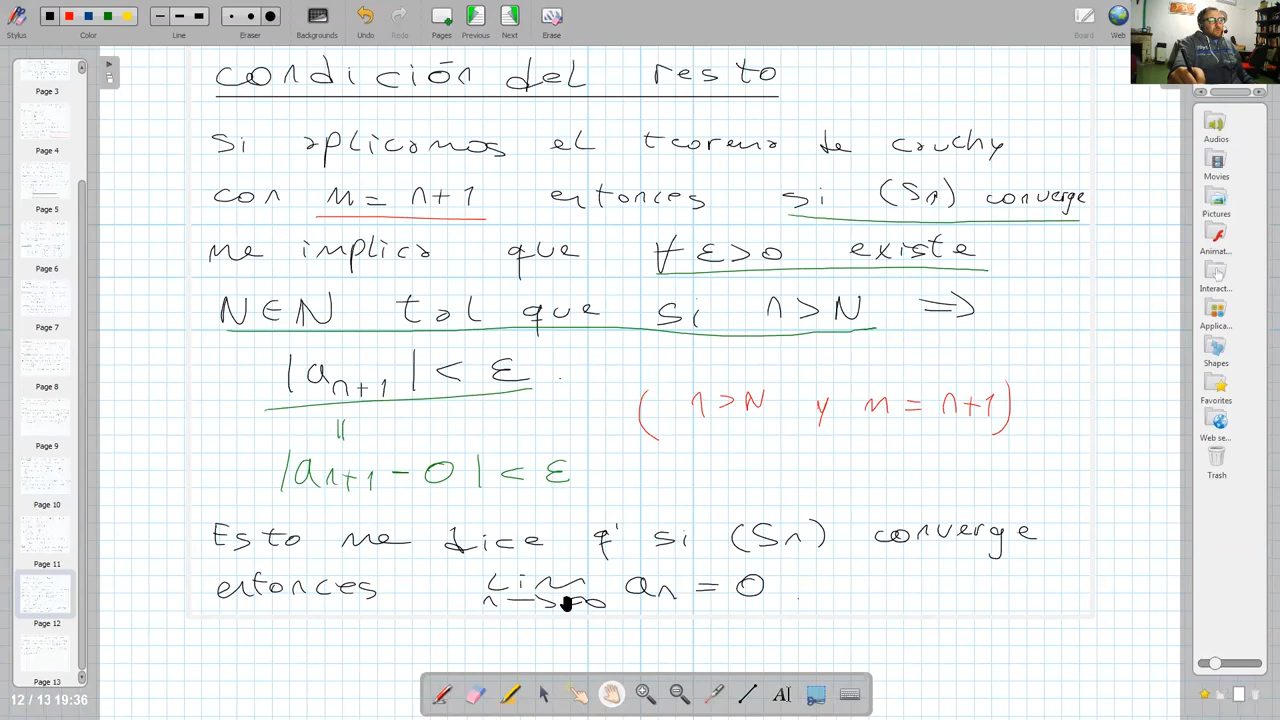 Stylus
Color
Line
Eraser
Backgrounds
Undo
Redo
Pages
Previous
Next
Erase
Board
Web
condición del resto
Si aplicamos el teorema de cauchy
con m = n+1 entonces si (Sn) converge
me implica que ∀ ε>0 existe
N∈N tal que si n>N =>
|a_{n+1}| < ε.
( n>N y m = n+1)
||
|a_{n+1} - 0| < ε
Esto me dice q' si (Sn) converge
entonces lim n->∞ an = 0.
Page 3
Page 4
Page 5
Page 6
Page 7
Page 8
Page 9
Page 10
Page 11
Page 12
Page 13
12 / 13 19:36
Audios
Movies
Pictures
Animat...
Interac...
Applica...
Shapes
Favorites
Web se...
Trash
AI